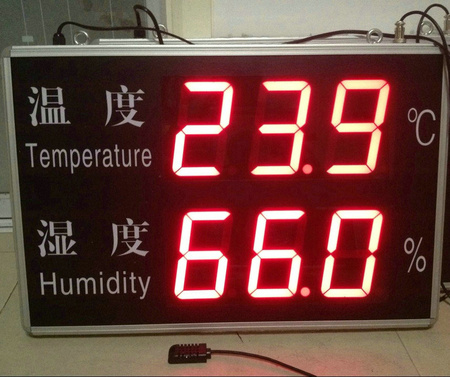 温度 23.9 ℃
Temperature
湿度 66.0 %
Humidity